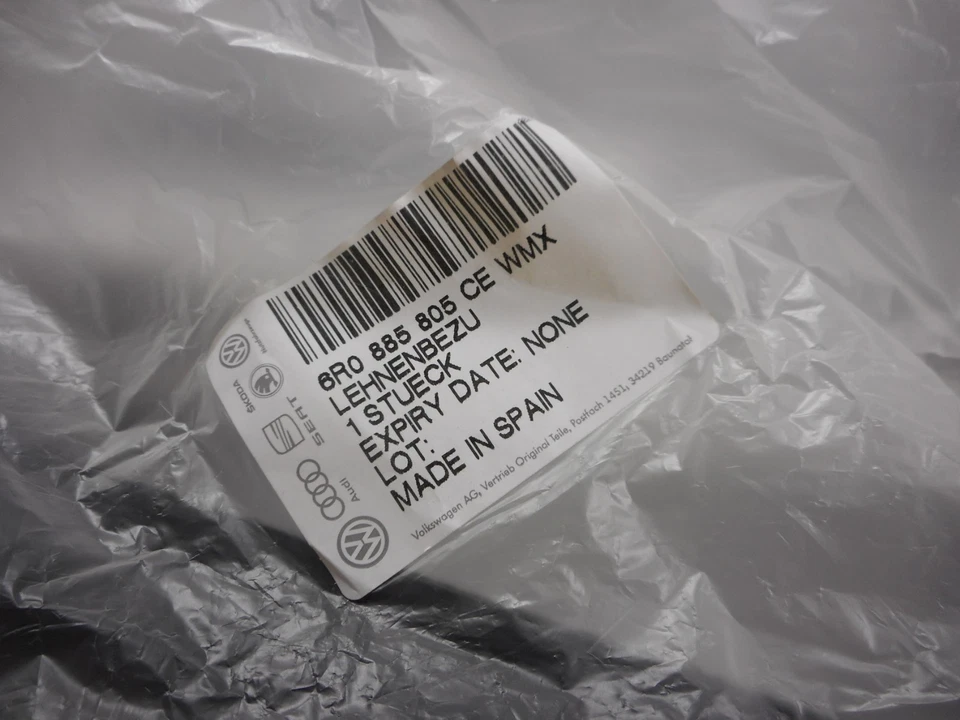 6R0 885 805 CE WMX
LEHNENBEZU
1 STUECK
EXPIRY DATE: NONE
LOT:
MADE IN SPAIN
Volkswagen AG, Vertrieb Original Teile, Postfach 1451, 34219 Baunatal
ŠKODA
SEAT
Audi